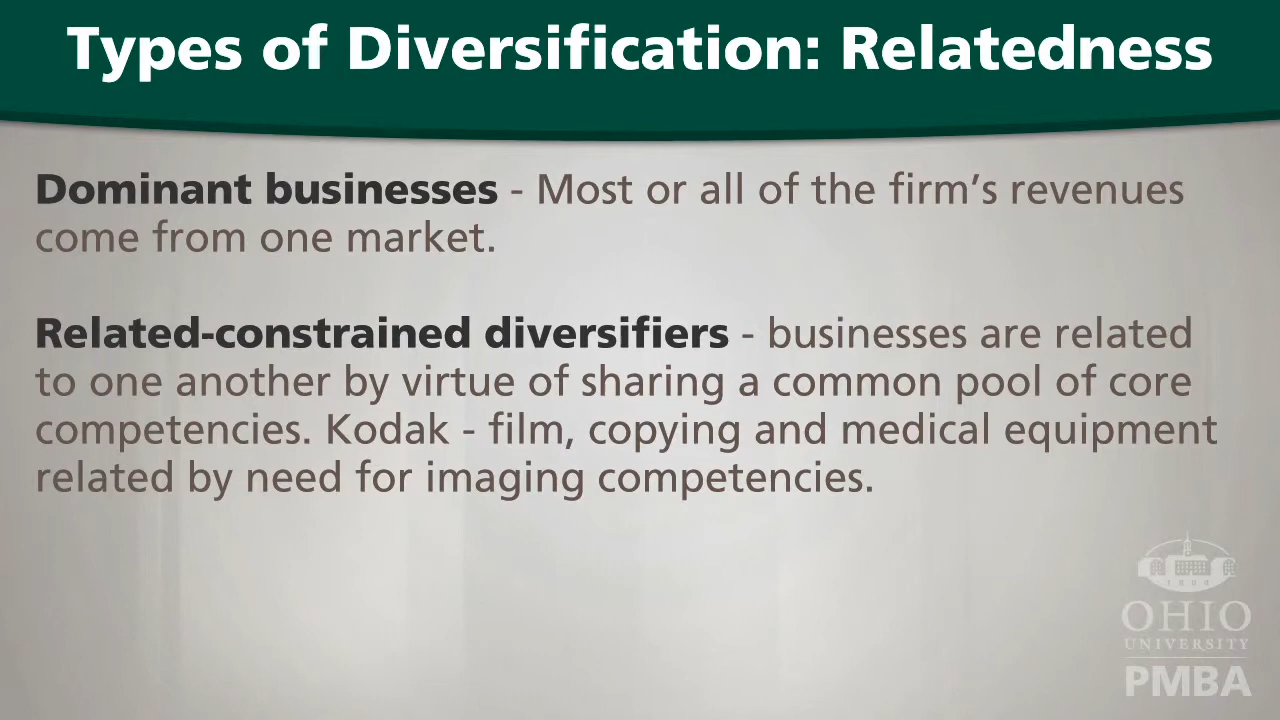 Types of Diversification: Relatedness
Dominant businesses - Most or all of the firm’s revenues
come from one market.
Related-constrained diversifiers - businesses are related
to one another by virtue of sharing a common pool of core
competencies. Kodak - film, copying and medical equipment
related by need for imaging competencies.
1804
OHIO
UNIVERSITY
PMBA